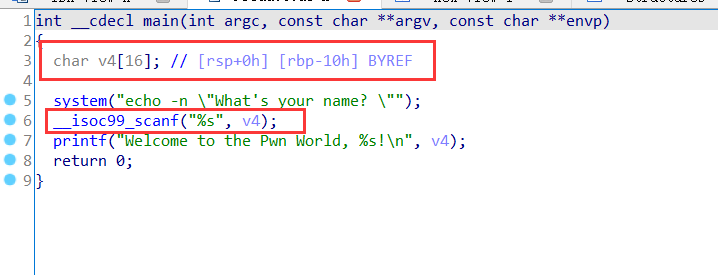 1 int __cdecl main(int argc, const char **argv, const char **envp)
2 {
3 char v4[16]; // [rsp+0h] [rbp-10h] BYREF
4
5 system("echo -n \"What's your name? \"");
6 __isoc99_scanf("%s", v4);
7 printf("Welcome to the Pwn World, %s!\n", v4);
8 return 0;
9 }